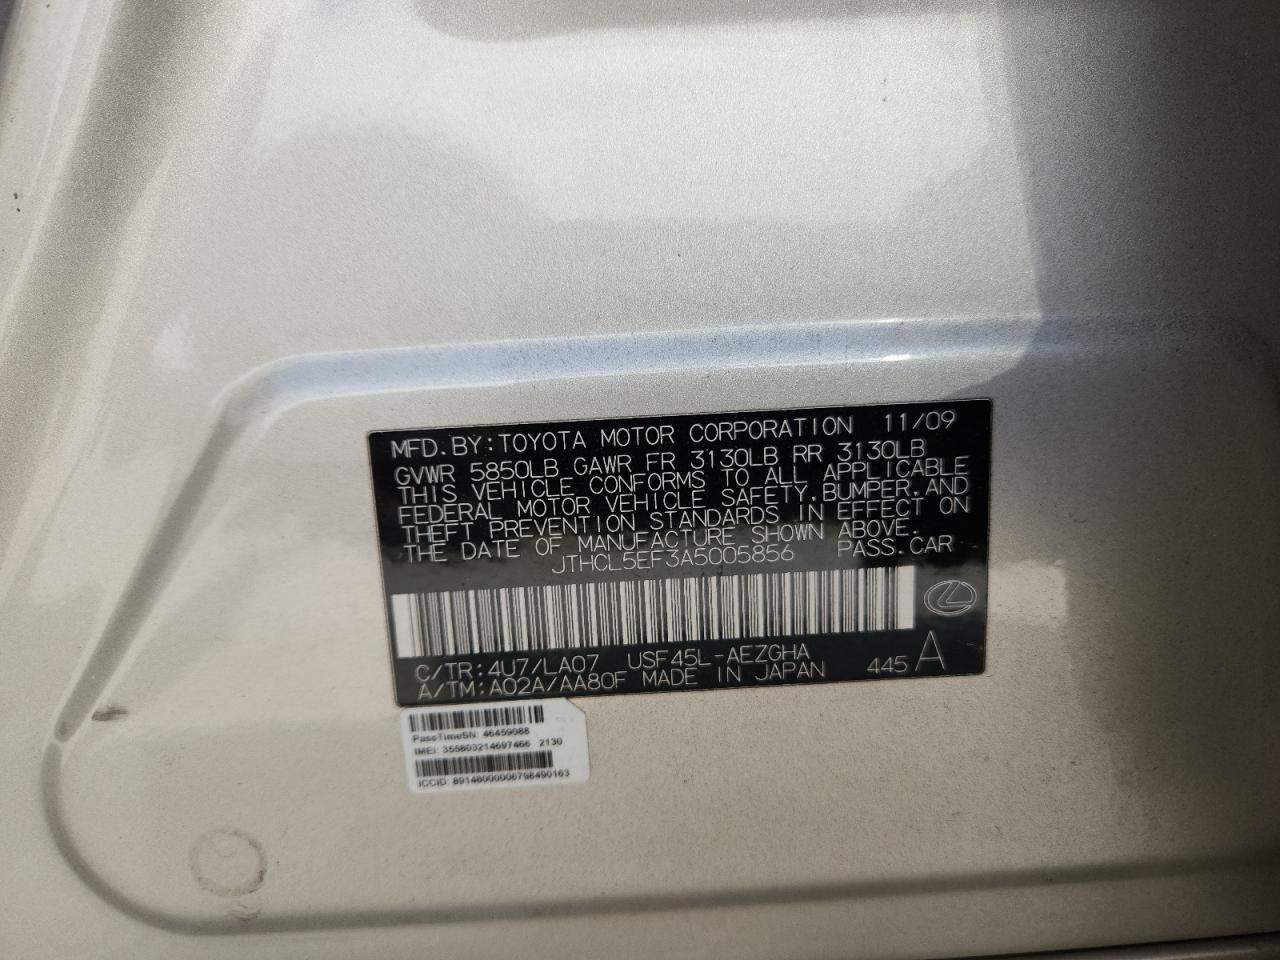 MFD. BY: TOYOTA MOTOR CORPORATION 11/09
GVWR 5850LB GAWR FR 3130LB RR 3130LB
THIS VEHICLE CONFORMS TO ALL APPLICABLE
FEDERAL MOTOR VEHICLE SAFETY, BUMPER, AND
THEFT PREVENTION STANDARDS IN EFFECT ON
THE DATE OF MANUFACTURE SHOWN ABOVE.
JTHCL5EF3A5005856 PASS. CAR
C/TR: 4U7/LA07 USF45L-AEZGHA
A/TM: A02A/AA80F MADE IN JAPAN 445 A
PassTimeSN: 46459088
IMEI: 355803214697466 2130
ICCID: 89148000006798490163